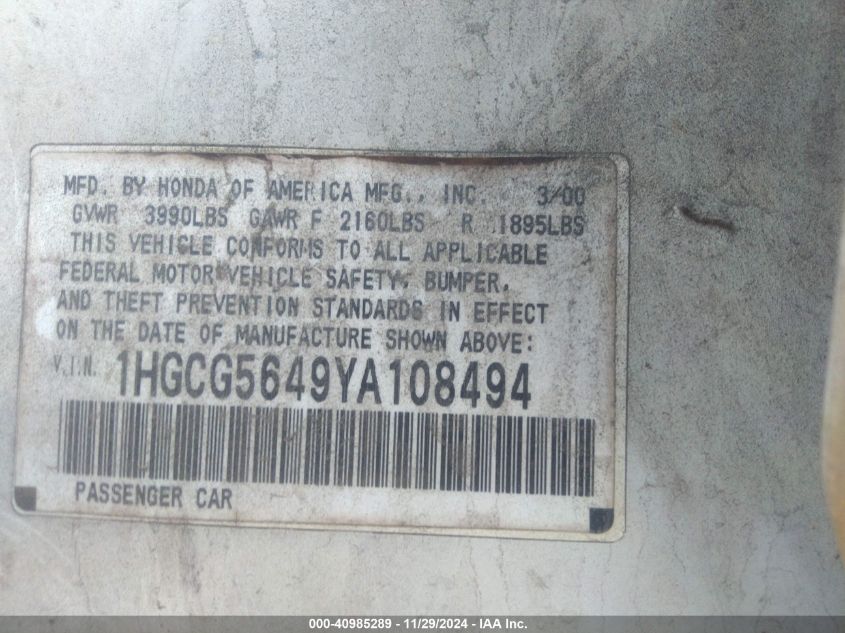 MFD. BY HONDA OF AMERICA MFG., INC. 3/00
GVWR 3990LBS GAWR F 2160LBS R 1895LBS
THIS VEHICLE CONFORMS TO ALL APPLICABLE
FEDERAL MOTOR VEHICLE SAFETY, BUMPER,
AND THEFT PREVENTION STANDARDS IN EFFECT
ON THE DATE OF MANUFACTURE SHOWN ABOVE:
V.I.N. 1HGCG5649YA108494
PASSENGER CAR
000-40985289 - 11/29/2024 - IAA Inc.